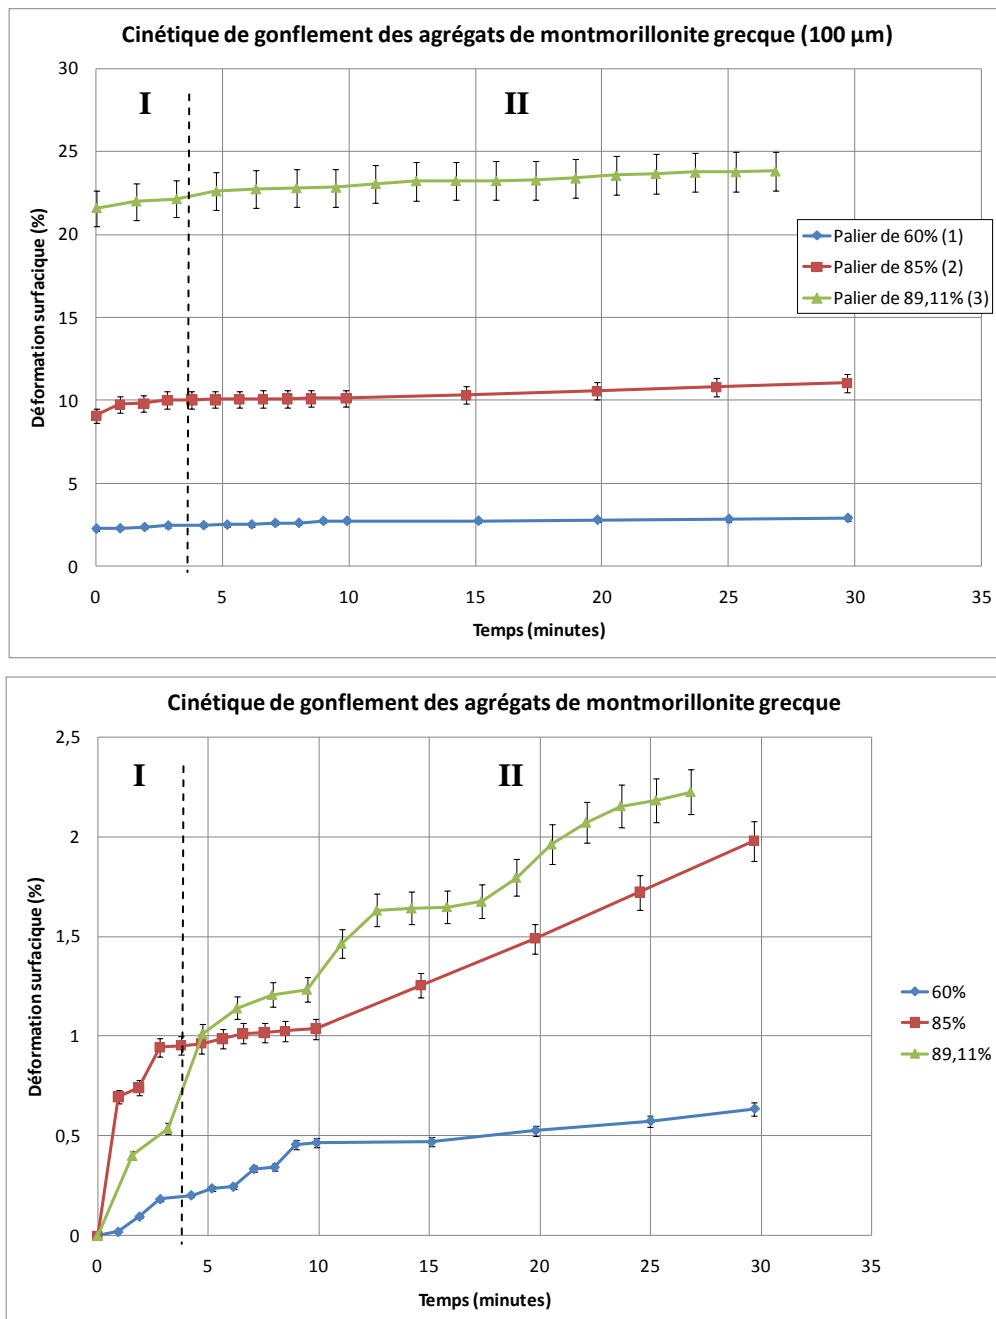 Cinétique de gonflement des agrégats de montmorillonite grecque (100 µm)
30
25
20
15
10
5
0
I
II
Déformation surfacique (%)
Palier de 60% (1)
Palier de 85% (2)
Palier de 89,11% (3)
0 5 10 15 20 25 30 35
Temps (minutes)
Cinétique de gonflement des agrégats de montmorillonite grecque
2,5
2
1,5
1
0,5
0
I
II
Déformation surfacique (%)
60%
85%
89,11%
0 5 10 15 20 25 30 35
Temps (minutes)